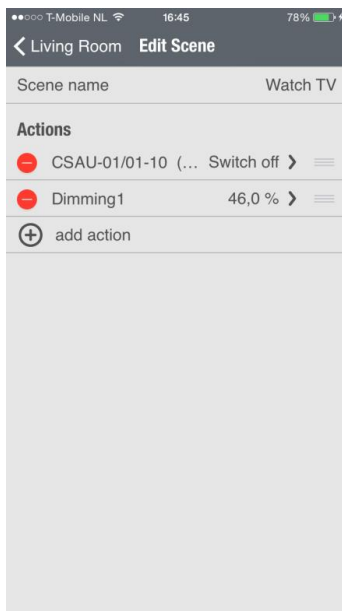 T-Mobile NL 16:45 78%
Living Room Edit Scene
Scene name Watch TV
Actions
CSAU-01/01-10 (... Switch off
Dimming1 46,0 %
add action